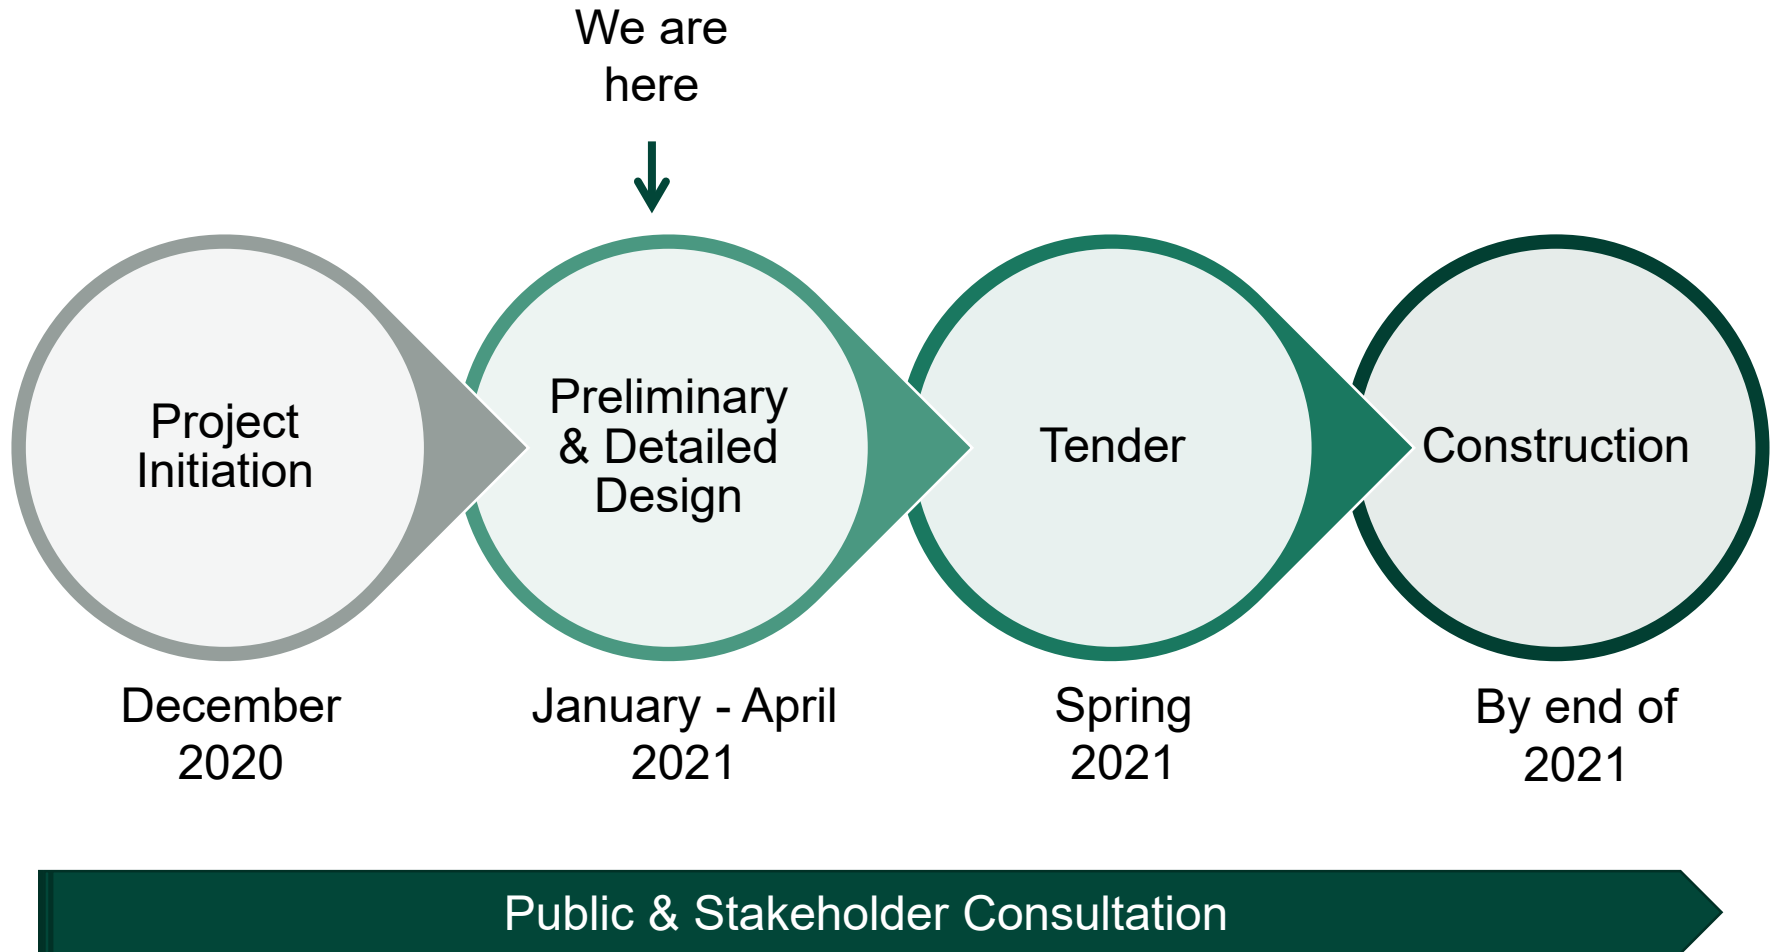 We are
here
Project
Initiation
Preliminary
& Detailed
Design
Tender
Construction
December
2020
January - April
2021
Spring
2021
By end of
2021
Public & Stakeholder Consultation